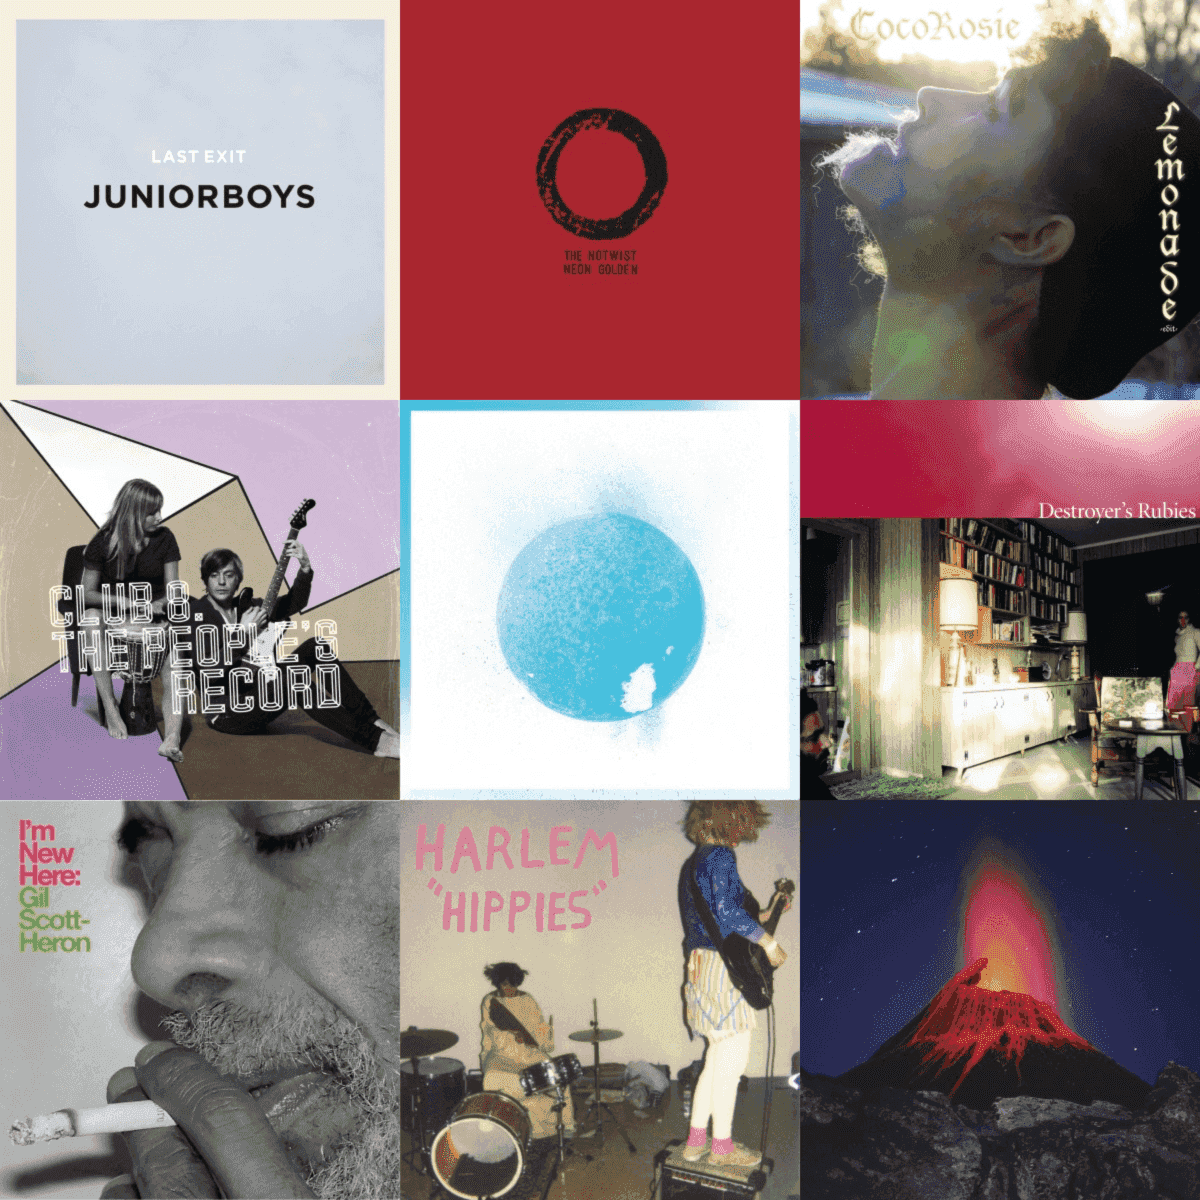 LAST EXIT
JUNIORBOYS
THE NOTWIST
NEON GOLDEN
CocoRosie
Lemonade
-edit-
CLUB 8.
THE PEOPLE'S
RECORD
Destroyer's Rubies
I'm
New
Here:
Gil
Scott-
Heron
HARLEM
"HIPPIES"